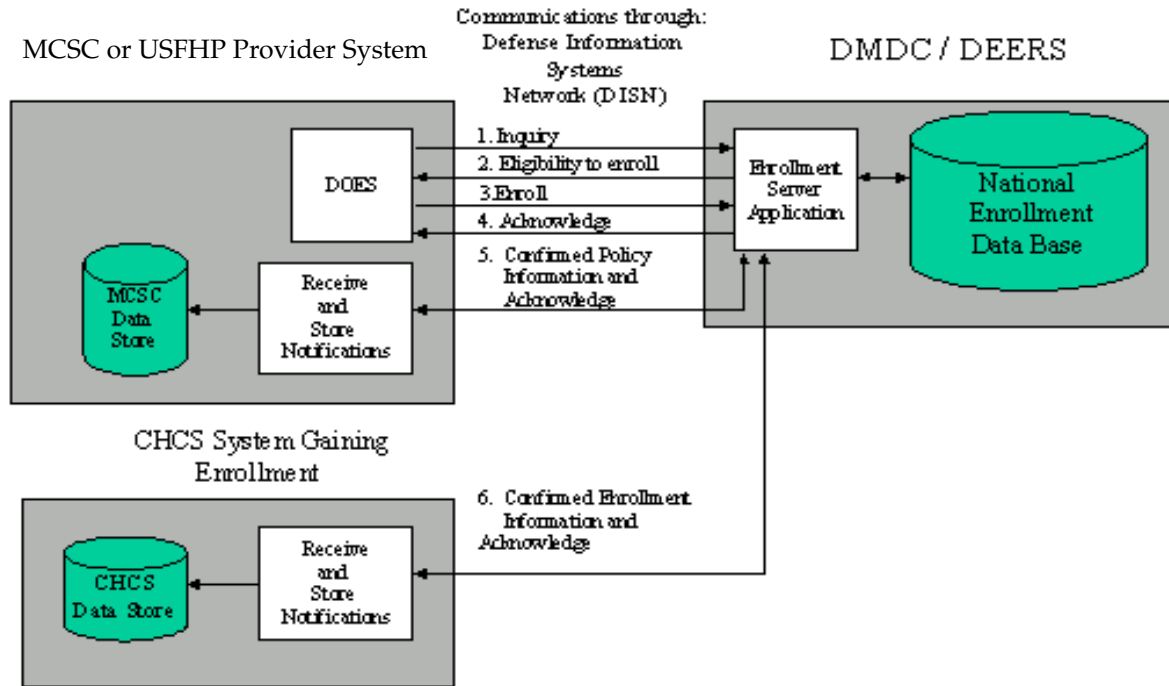 MCSC or USFHP Provider System
Communications through:
Defense Information
Systems
Network (DISN)
DMDC / DEERS
DOES
1. Inquiry
2. Eligibility to enroll
3.Enroll
4. Acknowledge
5. Confirmed Policy
Information and
Acknowledge
Enrollment
Server
Application
National
Enrollment
Data Base
MCSC
Data
Store
Receive
and
Store
Notifications
CHCS System Gaining
Enrollment
6. Confirmed Enrollment
Information and
Acknowledge
CHCS
Data Store
Receive
and
Store
Notifications